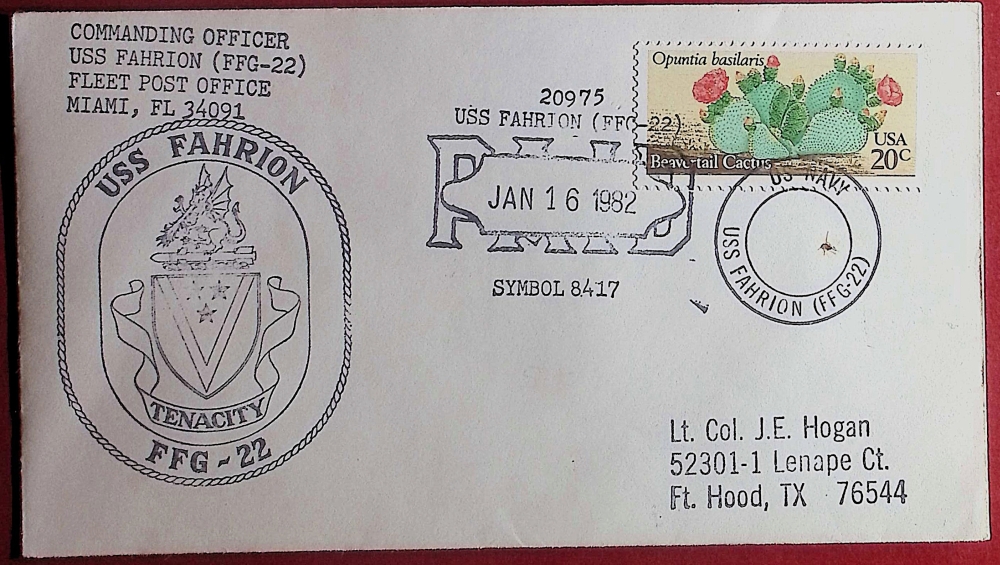 COMMANDING OFFICER
USS FAHRION (FFG-22)
FLEET POST OFFICE
MIAMI, FL 34091
USS FAHRION
TENACITY
FFG-22
20975
USS FAHRION (FFG-22)
PAID
JAN 16 1982
SYMBOL 8417
Opuntia basilaris
Beavertail Cactus
USA
20c
US NAVY
USS FAHRION (FFG-22)
Lt. Col. J.E. Hogan
52301-1 Lenape Ct.
Ft. Hood, TX 76544